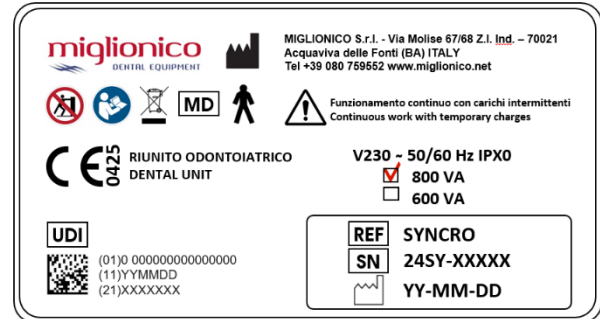 miglionico
DENTAL EQUIPMENT
MIGLIONICO S.r.l. - Via Molise 67/68 Z.I. Ind. – 70021
Acquaviva delle Fonti (BA) ITALY
Tel +39 080 759552 www.miglionico.net
MD
Funzionamento continuo con carichi intermittenti
Continuous work with temporary charges
CE
0425
RIUNITO ODONTOIATRICO
DENTAL UNIT
V230 ~ 50/60 Hz IPX0
800 VA
600 VA
UDI
(01)0 000000000000000
(11)YYMMDD
(21)XXXXXXX
REF SYNCRO
SN 24SY-XXXXX
YY-MM-DD